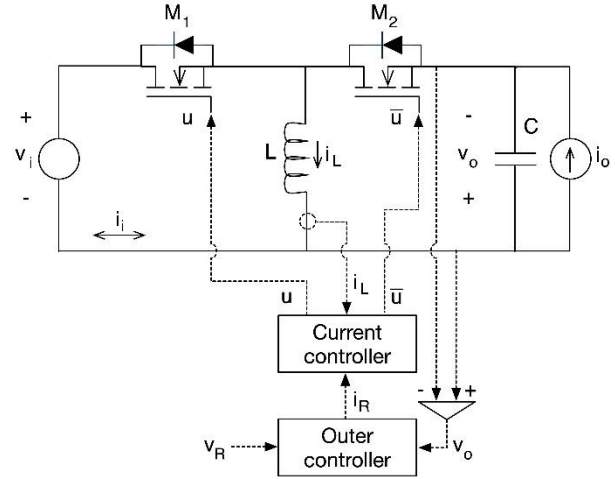 M1 M2
u u̅
+ - C
vi L iL vo io
- +
ii
u iL u̅
Current
controller
- +
iR
vR Outer
controller vo